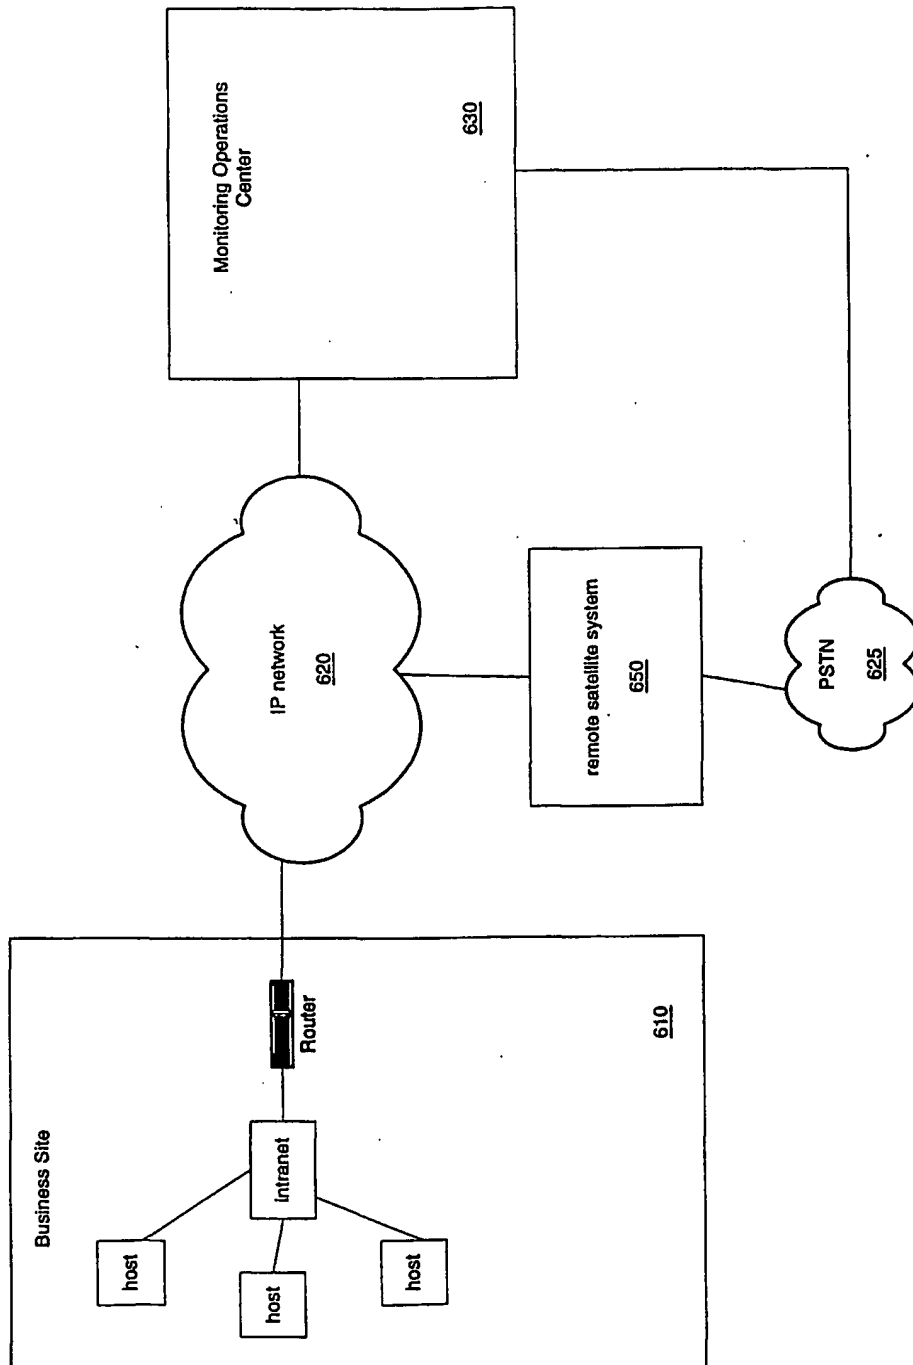 Business Site
host
host
host
intranet
Router
610
IP network
620
remote satellite system
650
PSTN
625
Monitoring Operations
Center
630